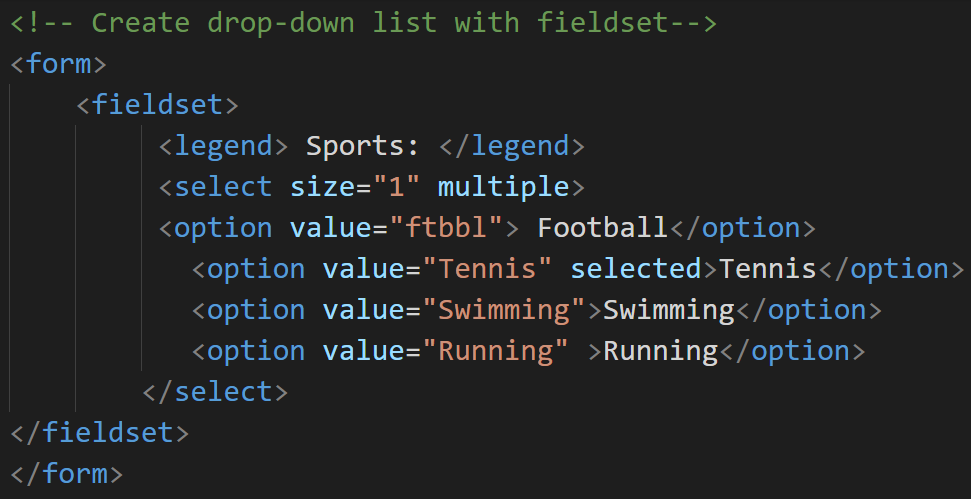 <!-- Create drop-down list with fieldset-->
<form>
    <fieldset>
         <legend> Sports: </legend>
         <select size="1" multiple>
         <option value="ftbbl"> Football</option>
           <option value="Tennis" selected>Tennis</option>
           <option value="Swimming">Swimming</option>
           <option value="Running" >Running</option>
        </select>
</fieldset>
</form>